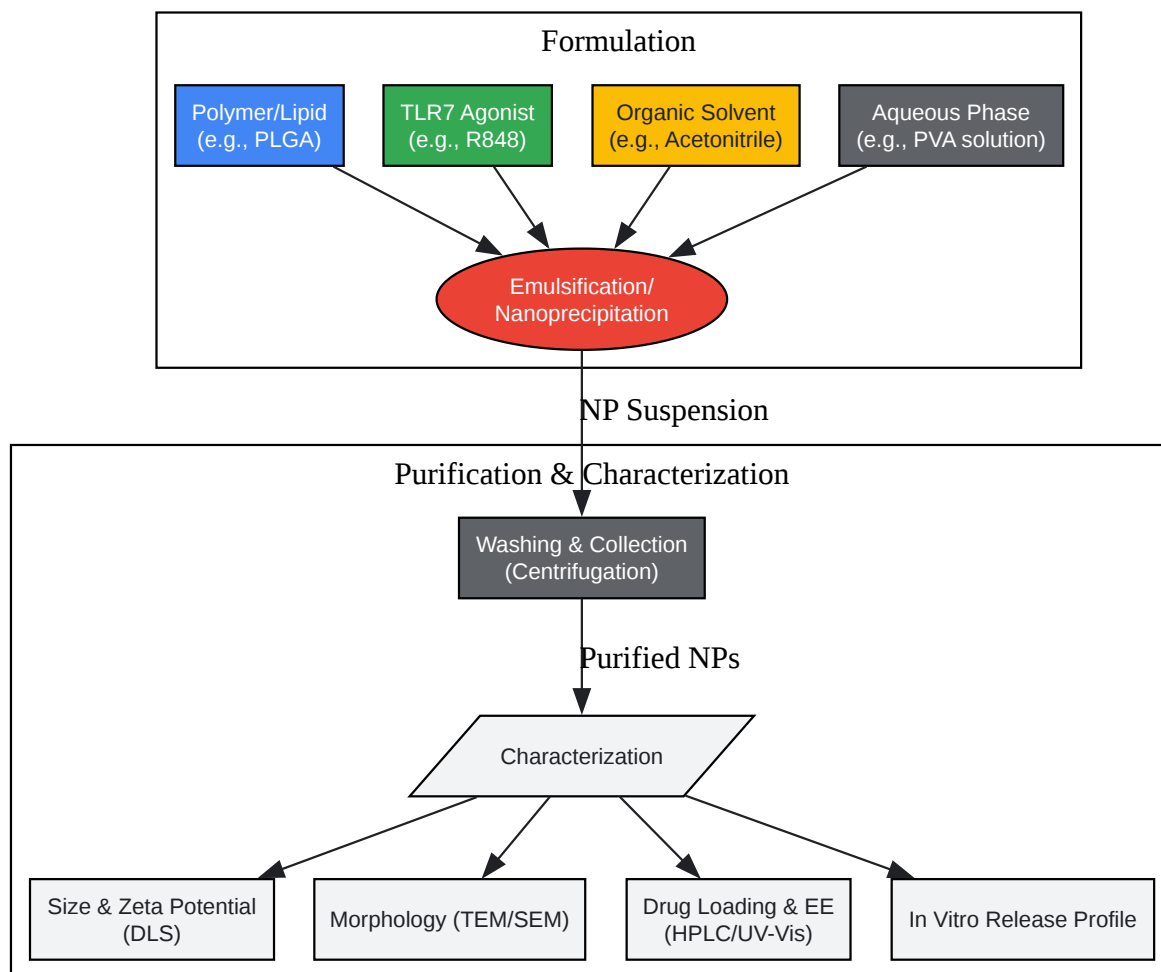 Formulation
Polymer/Lipid
(e.g., PLGA)
TLR7 Agonist
(e.g., R848)
Organic Solvent
(e.g., Acetonitrile)
Aqueous Phase
(e.g., PVA solution)
Emulsification/
Nanoprecipitation
NP Suspension
Purification & Characterization
Washing & Collection
(Centrifugation)
Purified NPs
Characterization
Size & Zeta Potential
(DLS)
Morphology (TEM/SEM)
Drug Loading & EE
(HPLC/UV-Vis)
In Vitro Release Profile